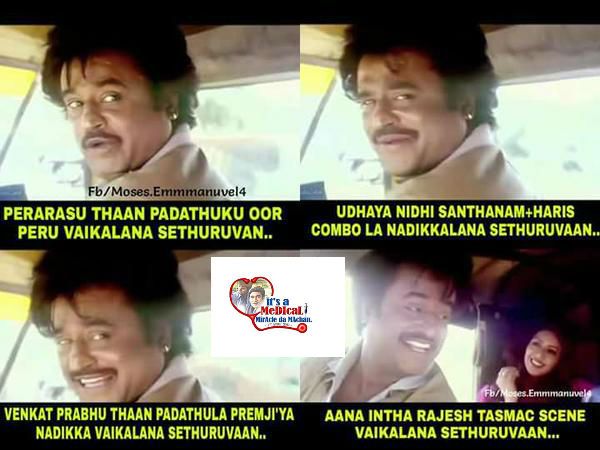 Fb/Moses.Emmmanuvel4
PERARASU THAAN PADATHUKU OOR
PERU VAIKALANA SETHURUVAN..
UDHAYA NIDHI SANTHANAM+HARIS
COMBO LA NADIKKALANA SETHURUVAAN..
it's a
MeDical
MirAcle da MAchan.
VENKAT PRABHU THAAN PADATHULA PREMJI'YA
NADIKKA VAIKALANA SETHURUVAAN..
Fb/Moses.Emmmanuvel4
AANA INTHA RAJESH TASMAC SCENE
VAIKALANA SETHURUVAAN...